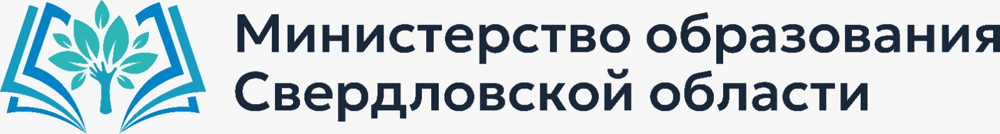 Министерство образования
Свердловской области